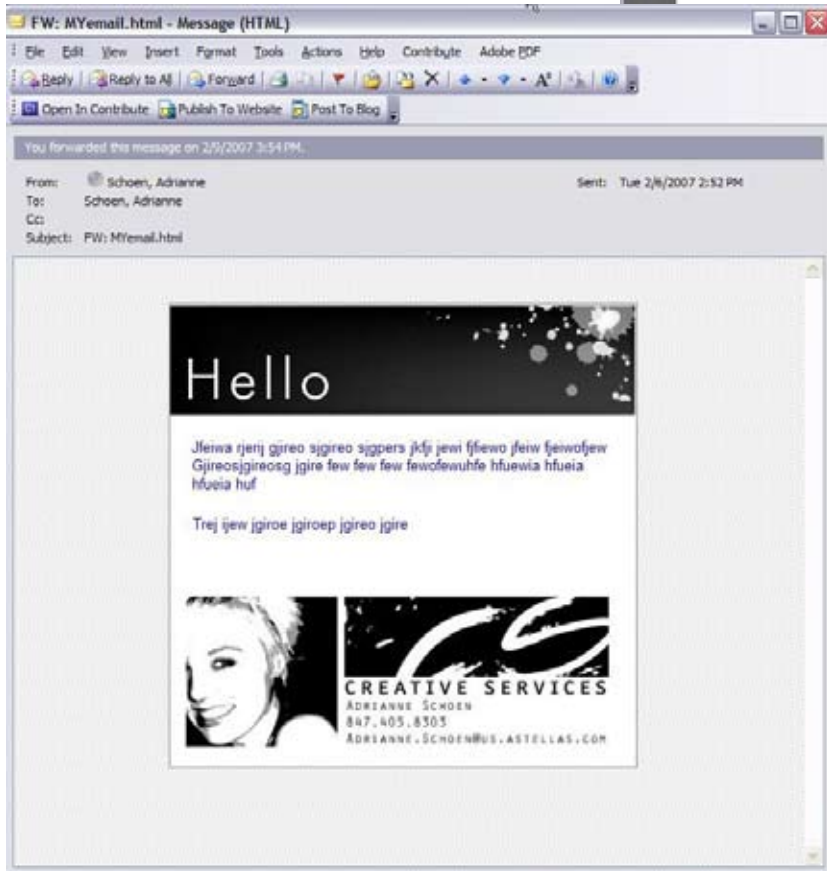 FW: MYemail.html - Message (HTML)
File Edit View Insert Format Tools Actions Help Contribute Adobe PDF
Reply Reply to All Forward
Open In Contribute Publish To Website Post To Blog
You forwarded this message on 2/9/2007 3:54 PM.
From: Schoen, Adrianne Sent: Tue 2/6/2007 2:52 PM
To: Schoen, Adrianne
Cc:
Subject: FW: MYemail.html
Hello
Jfeiwa rjerij gjireo sjgireo sjgpers jkfji jewi fjfiewo jfeiw fjeiwofjew
Gjireosjgireosg jgire few few few fewofewuhfe hfuewia hfueia
hfueia huf
Trej ijew jgiroe jgiroep jgireo jgire
CS
CREATIVE SERVICES
Adrianne Schoen
847.405.8303
Adrianne.Schoen@us.astellas.com